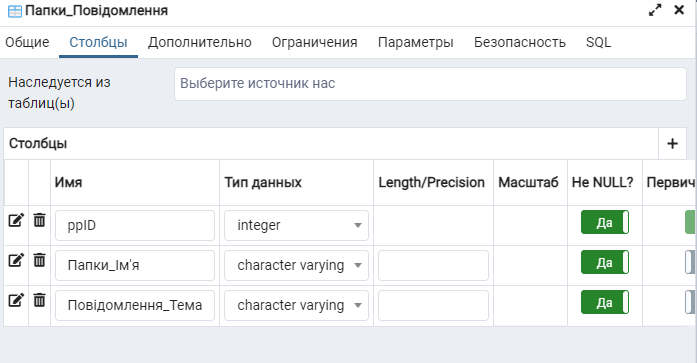 Папки_Повідомлення
Общие Столбцы Дополнительно Ограничения Параметры Безопасность SQL
Наследуется из
таблиц(ы)
Выберите источник нас
Столбцы
Имя Тип данных Length/Precision Масштаб Не NULL? Первич
ppID integer Да
Папки_Ім'я character varying Да
Повідомлення_Тема character varying Да